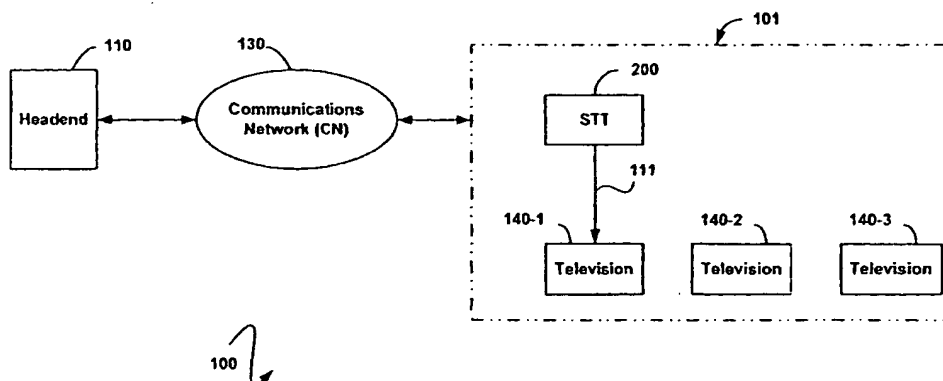 110
130
101
200
Headend
Communications
Network (CN)
STT
111
140-1
140-2
140-3
Television
Television
Television
100